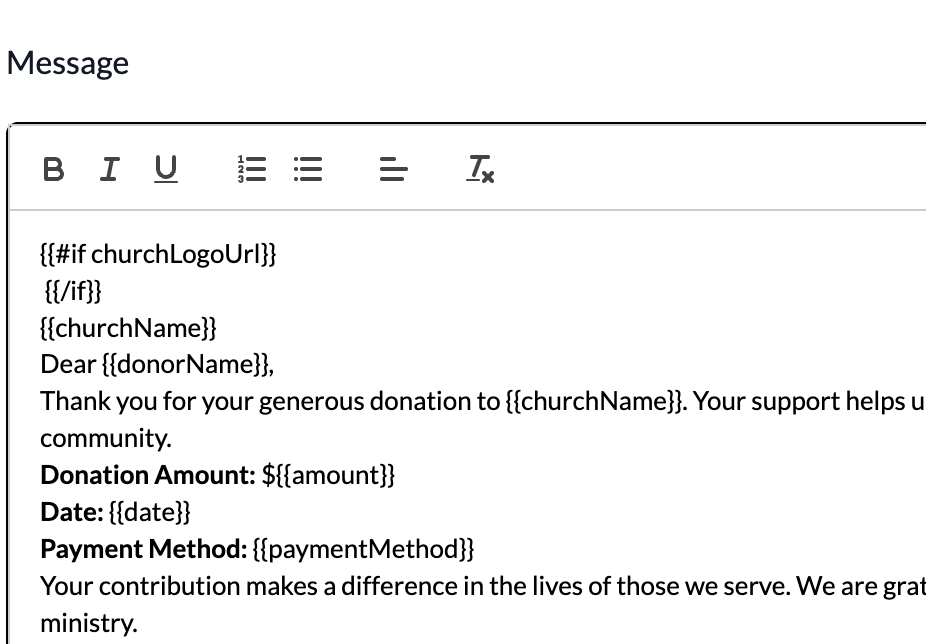 Message
B I U
{{#if churchLogoUrl}}
{{/if}}
{{churchName}}
Dear {{donorName}},
Thank you for your generous donation to {{churchName}}. Your support helps u
community.
Donation Amount: ${{amount}}
Date: {{date}}
Payment Method: {{paymentMethod}}
Your contribution makes a difference in the lives of those we serve. We are grat
ministry.